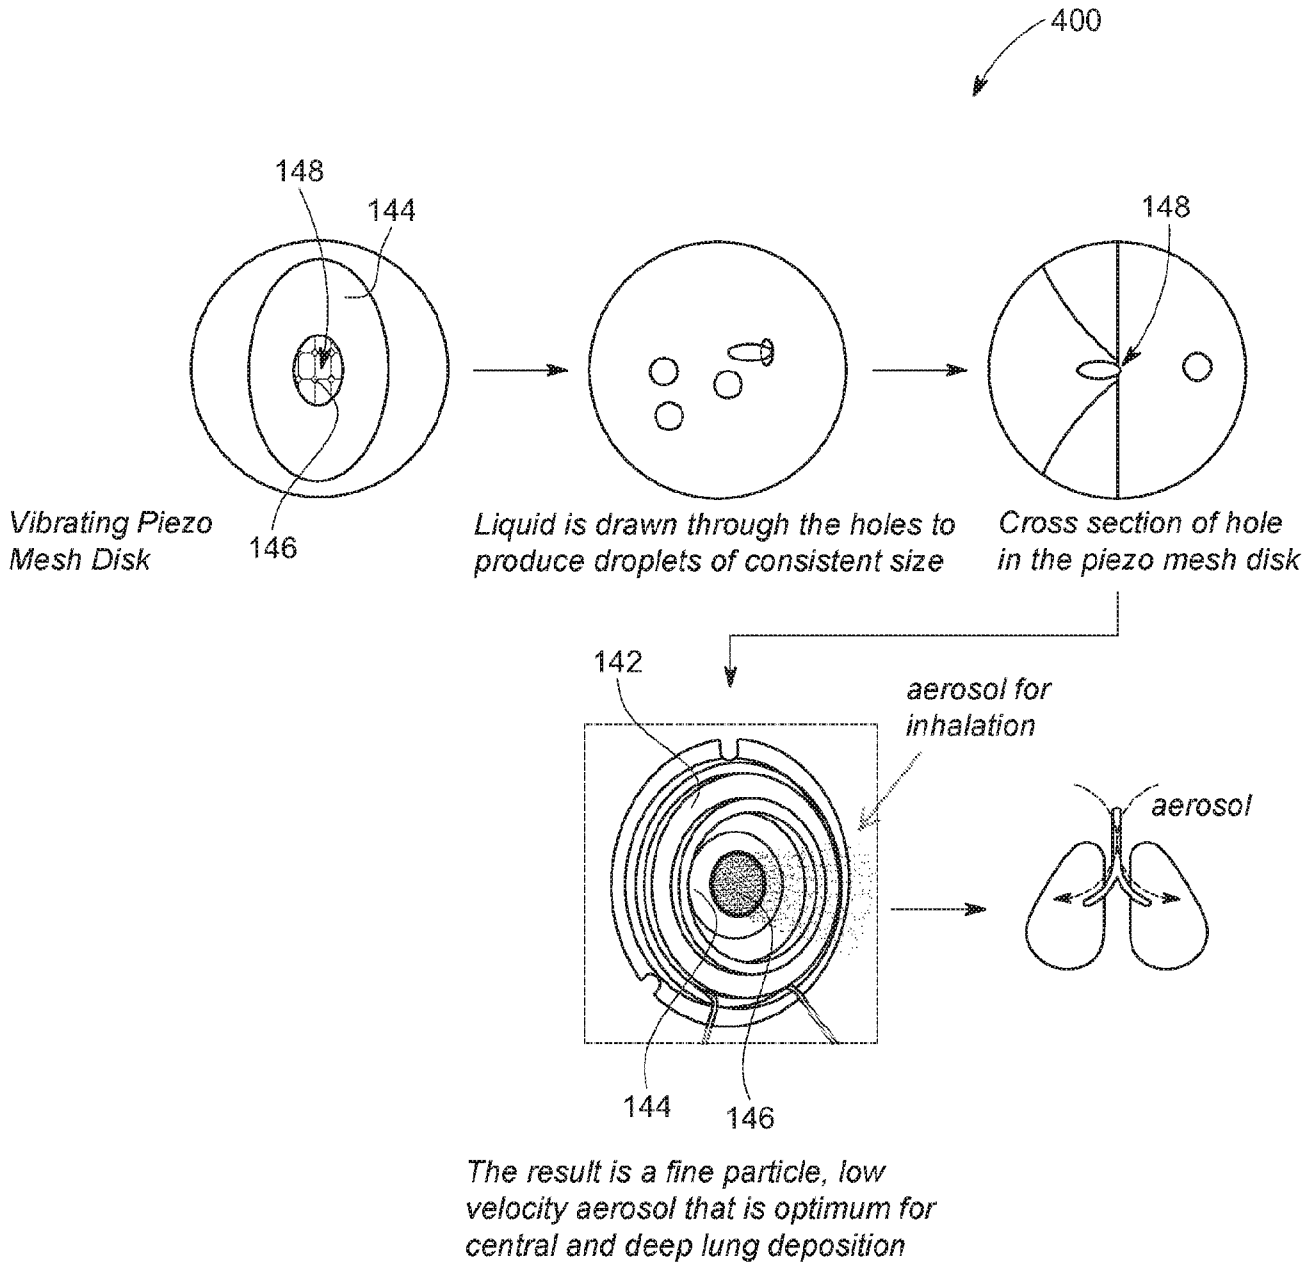 400
148
144
148
Vibrating Piezo
Mesh Disk
146
Liquid is drawn through the holes to
produce droplets of consistent size
Cross section of hole
in the piezo mesh disk
142
aerosol for
inhalation
aerosol
144
146
The result is a fine particle, low
velocity aerosol that is optimum for
central and deep lung deposition